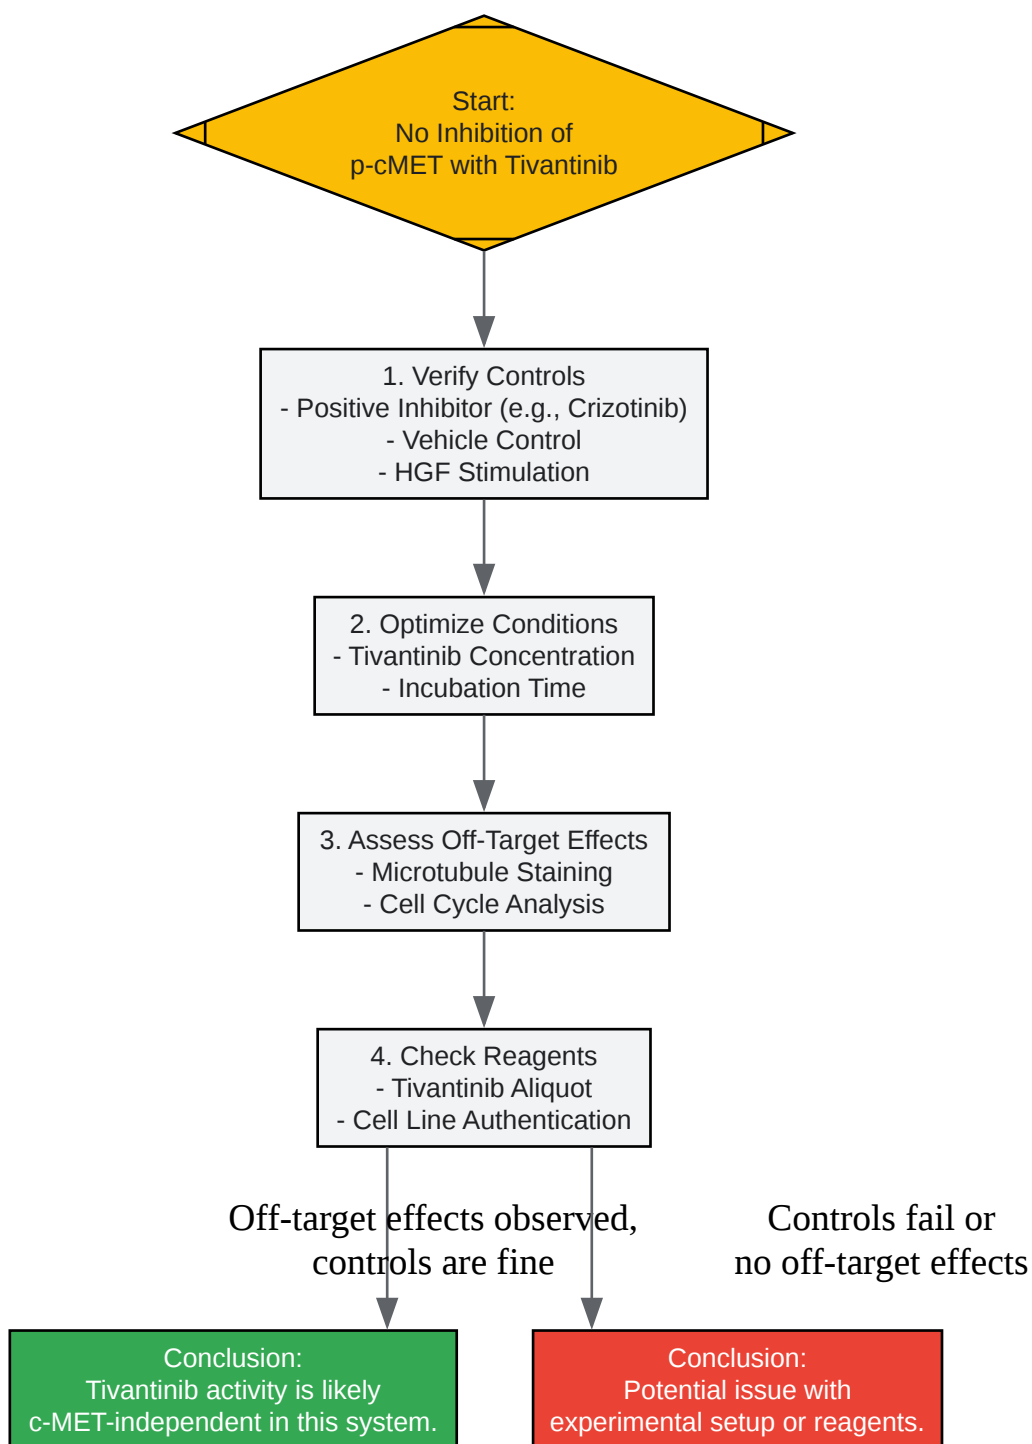 Start:
No Inhibition of
p-cMET with Tivantinib
1. Verify Controls
- Positive Inhibitor (e.g., Crizotinib)
- Vehicle Control
- HGF Stimulation
2. Optimize Conditions
- Tivantinib Concentration
- Incubation Time
3. Assess Off-Target Effects
- Microtubule Staining
- Cell Cycle Analysis
4. Check Reagents
- Tivantinib Aliquot
- Cell Line Authentication
Off-target effects observed,
controls are fine
Controls fail or
no off-target effects
Conclusion:
Tivantinib activity is likely
c-MET-independent in this system.
Conclusion:
Potential issue with
experimental setup or reagents.